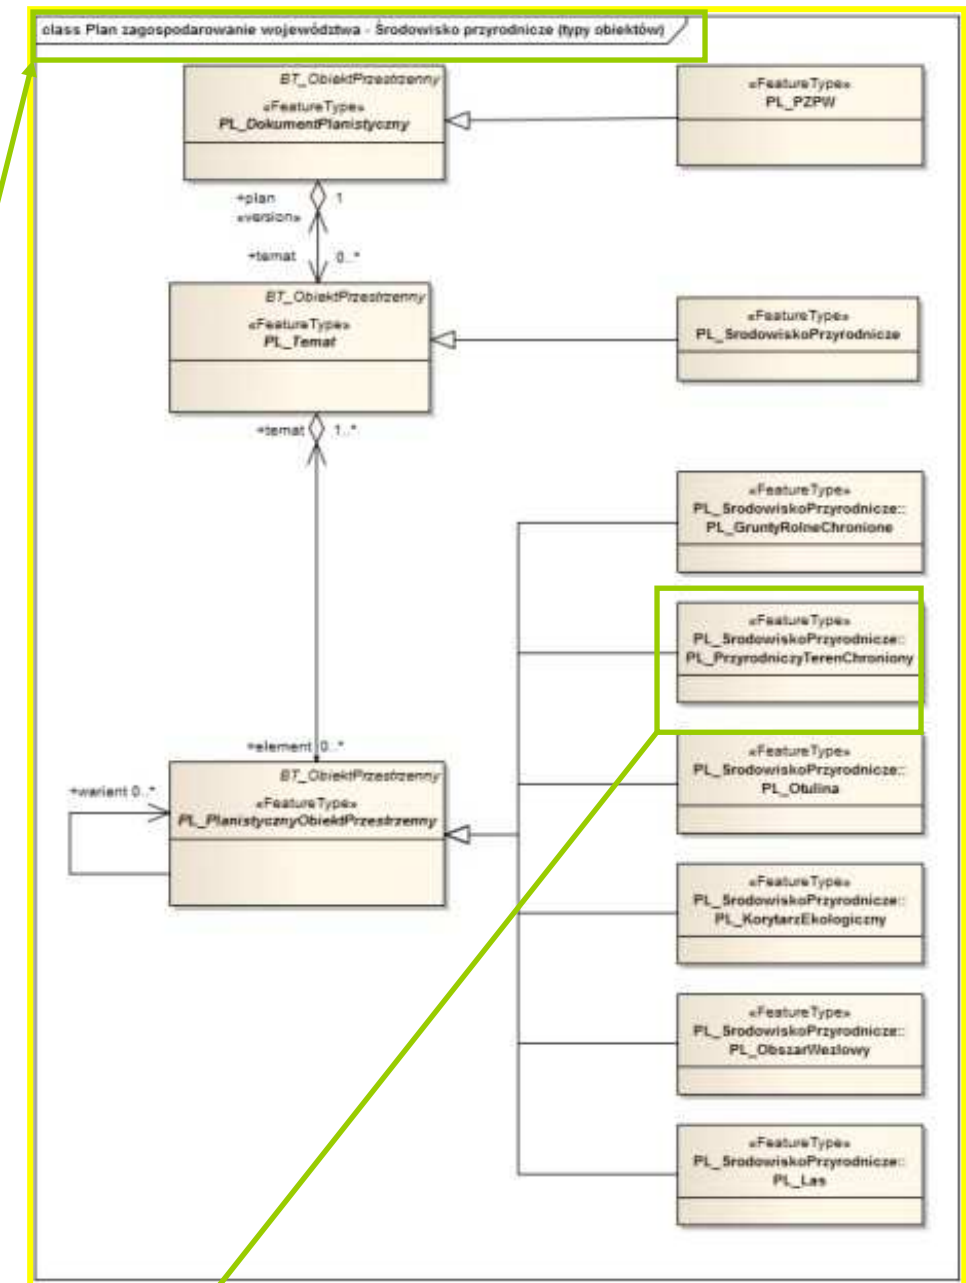 class Plan zagospodarowanie województwa - Środowisko przyrodnicze (typy obiektów)
BT_ObiektPrzestrzenny
«FeatureType»
PL_DokumentPlanistyczny
«FeatureType»
PL_PZPW
+plan 1
«version»
+temat 0..*
BT_ObiektPrzestrzenny
«FeatureType»
PL_Temat
«FeatureType»
PL_SrodowiskoPrzyrodnicze
+temat 1..*
«FeatureType»
PL_SrodowiskoPrzyrodnicze::
PL_GruntyRolneChronione
«FeatureType»
PL_SrodowiskoPrzyrodnicze::
PL_PrzyrodniczyTerenChroniony
+element 0..*
BT_ObiektPrzestrzenny
«FeatureType»
PL_PlanistycznyObiektPrzestrzenny
+wariant 0..*
«FeatureType»
PL_SrodowiskoPrzyrodnicze::
PL_Otulina
«FeatureType»
PL_SrodowiskoPrzyrodnicze::
PL_KorytarzEkologiczny
«FeatureType»
PL_SrodowiskoPrzyrodnicze::
PL_ObszarWezlowy
«FeatureType»
PL_SrodowiskoPrzyrodnicze::
PL_Las